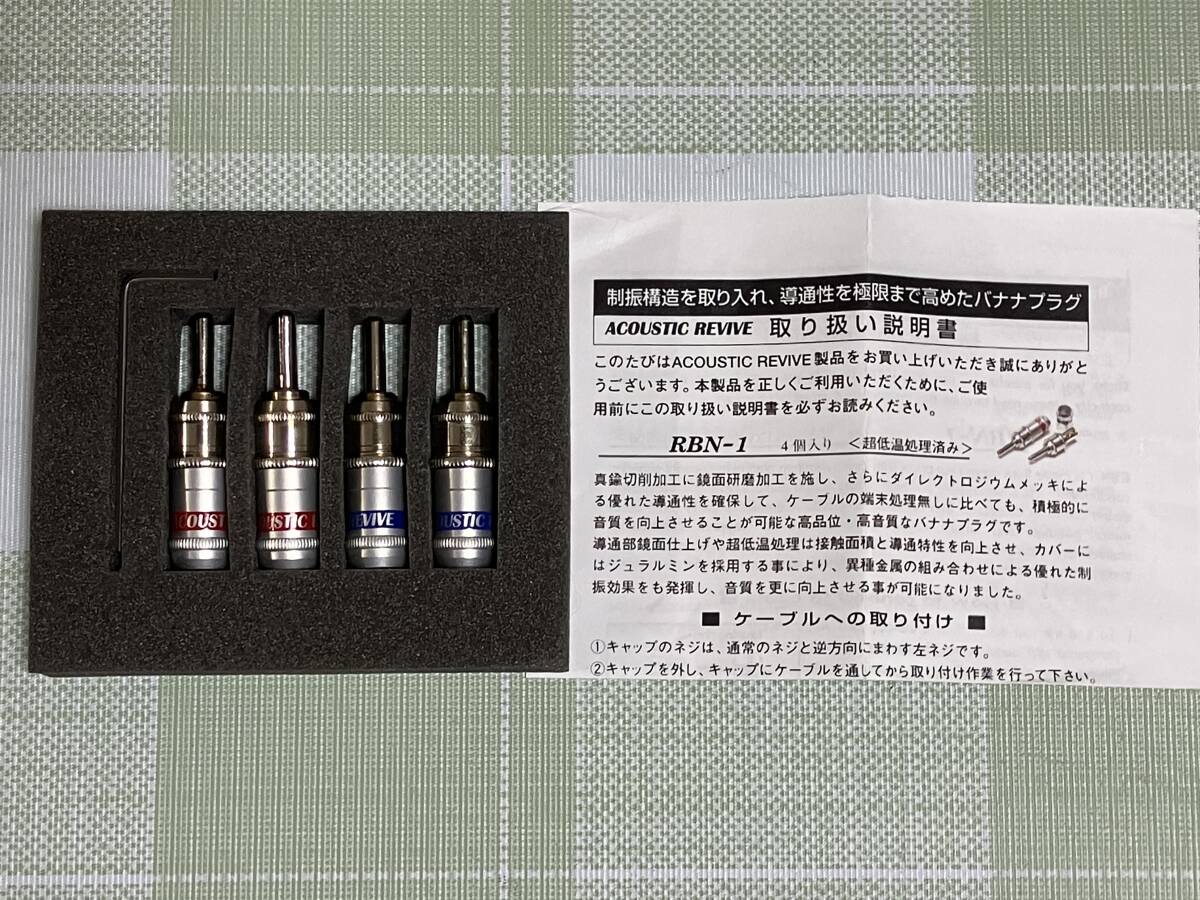 ACOUST
USTIC
REVIVE
OUSTIC
制振構造を取り入れ、導通性を極限まで高めたバナナプラグ
ACOUSTIC REVIVE 取り扱い説明書
このたびはACOUSTIC REVIVE製品をお買い上げいただき誠にありがと
うございます。本製品を正しくご利用いただくために、ご使
用前にこの取り扱い説明書を必ずお読みください。
RBN-1 4個入り <超低温処理済み>
真鍮切削加工に鏡面研磨加工を施し、さらにダイレクトロジウムメッキによ
る優れた導通性を確保して、ケーブルの端末処理無しに比べても、積極的に
音質を向上させることが可能な高品位・高音質なバナナプラグです。
導通部鏡面仕上げや超低温処理は接触面積と導通特性を向上させ、カバーに
はジュラルミンを採用する事により、異種金属の組み合わせによる優れた制
振効果をも発揮し、音質を更に向上させる事が可能になりました。
■ ケーブルへの取り付け ■
①キャップのネジは、通常のネジと逆方向にまわす左ネジです。
②キャップを外し、キャップにケーブルを通してから取り付け作業を行って下さい。